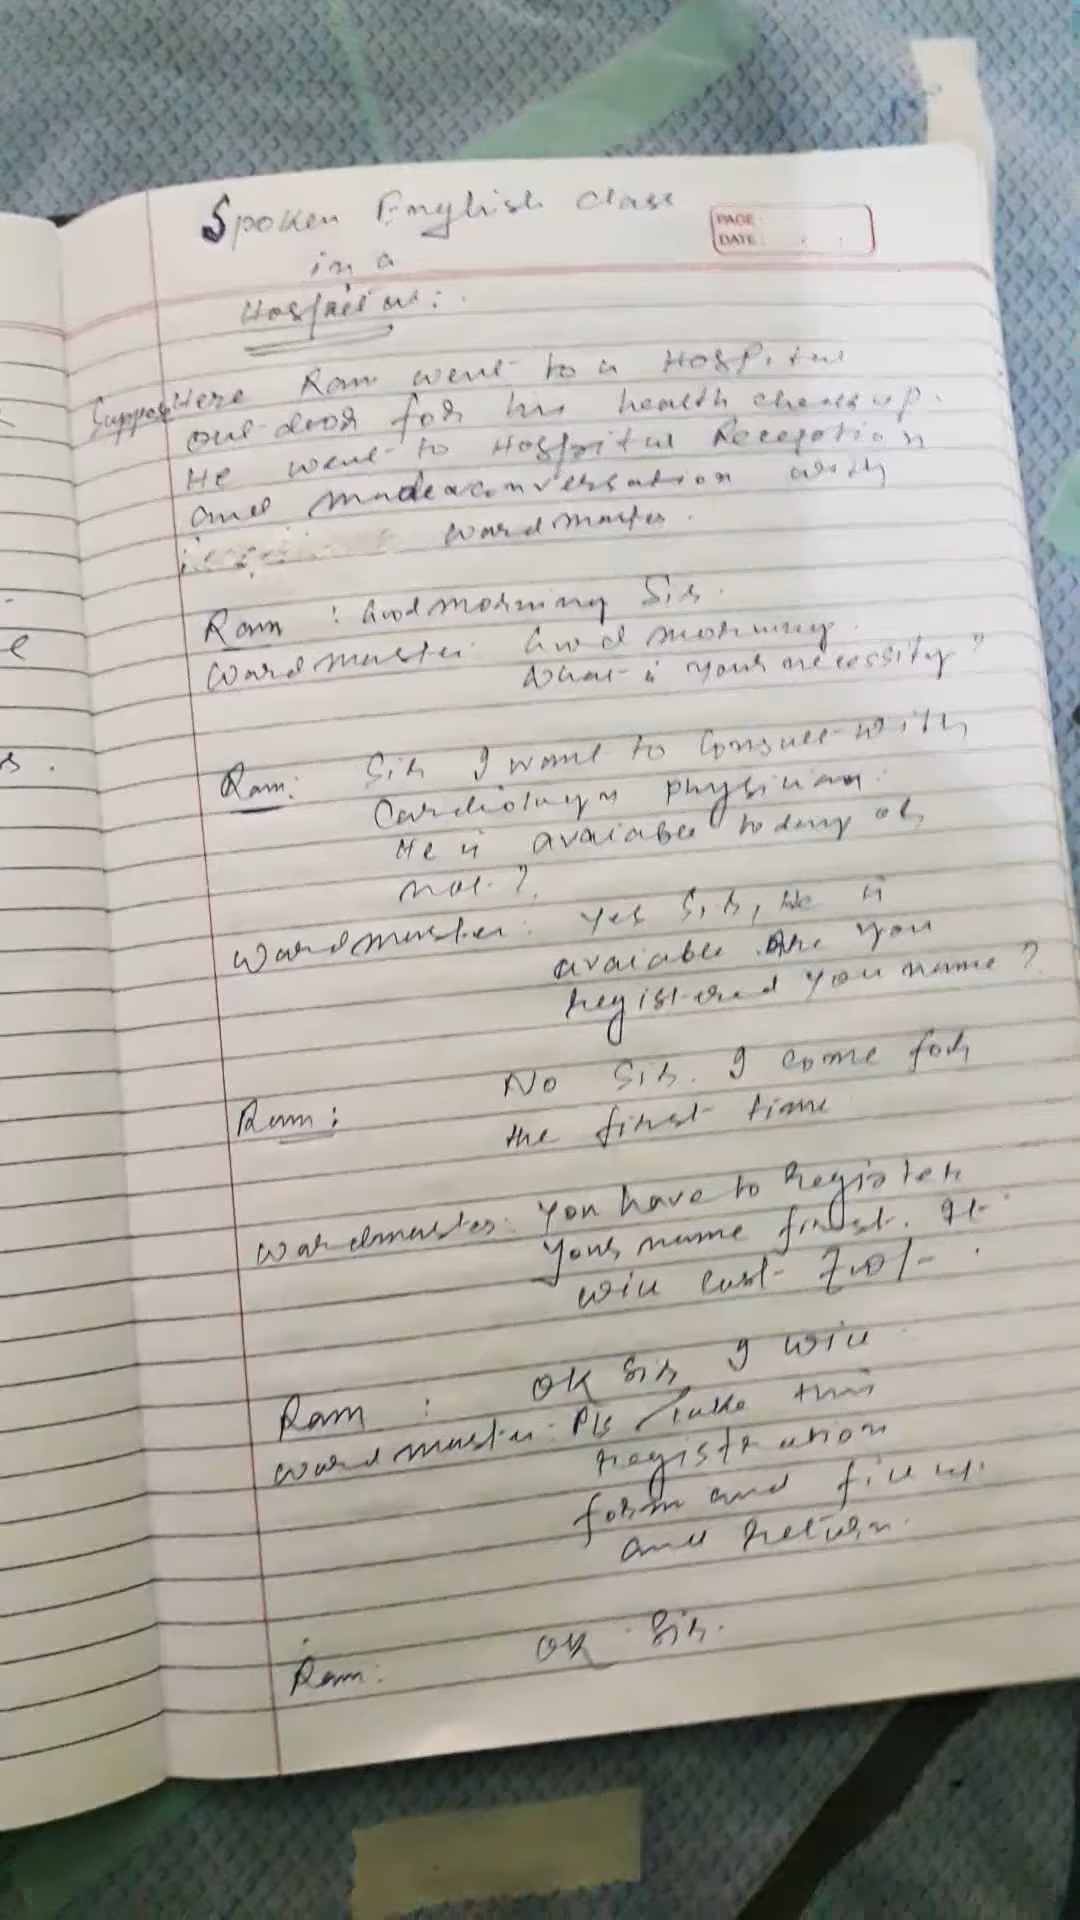 Spoken English Class
PAGE
DATE
in a
Hospital:
Suppose Here Ram went to a Hospital
out door for his health check up.
He went to Hospital Reception
and made a conversation with
ward master.
Ram : Good morning Sir.
Ward master: Good morning.
What is your necessity?
Ram: Sir I want to consult with
Cardiology physician.
He is avaiable today or
not?
Ward master: Yes Sir, He is
avaiable. Are you
registered you name?
Ram: No Sir. I come for
the first time
Ward master: You have to register
your name first. It
will cost
Ram : OK Sir, I will
Ward master: Pls take this
registration
form and fill up.
and return.
Ram: OK Sir.